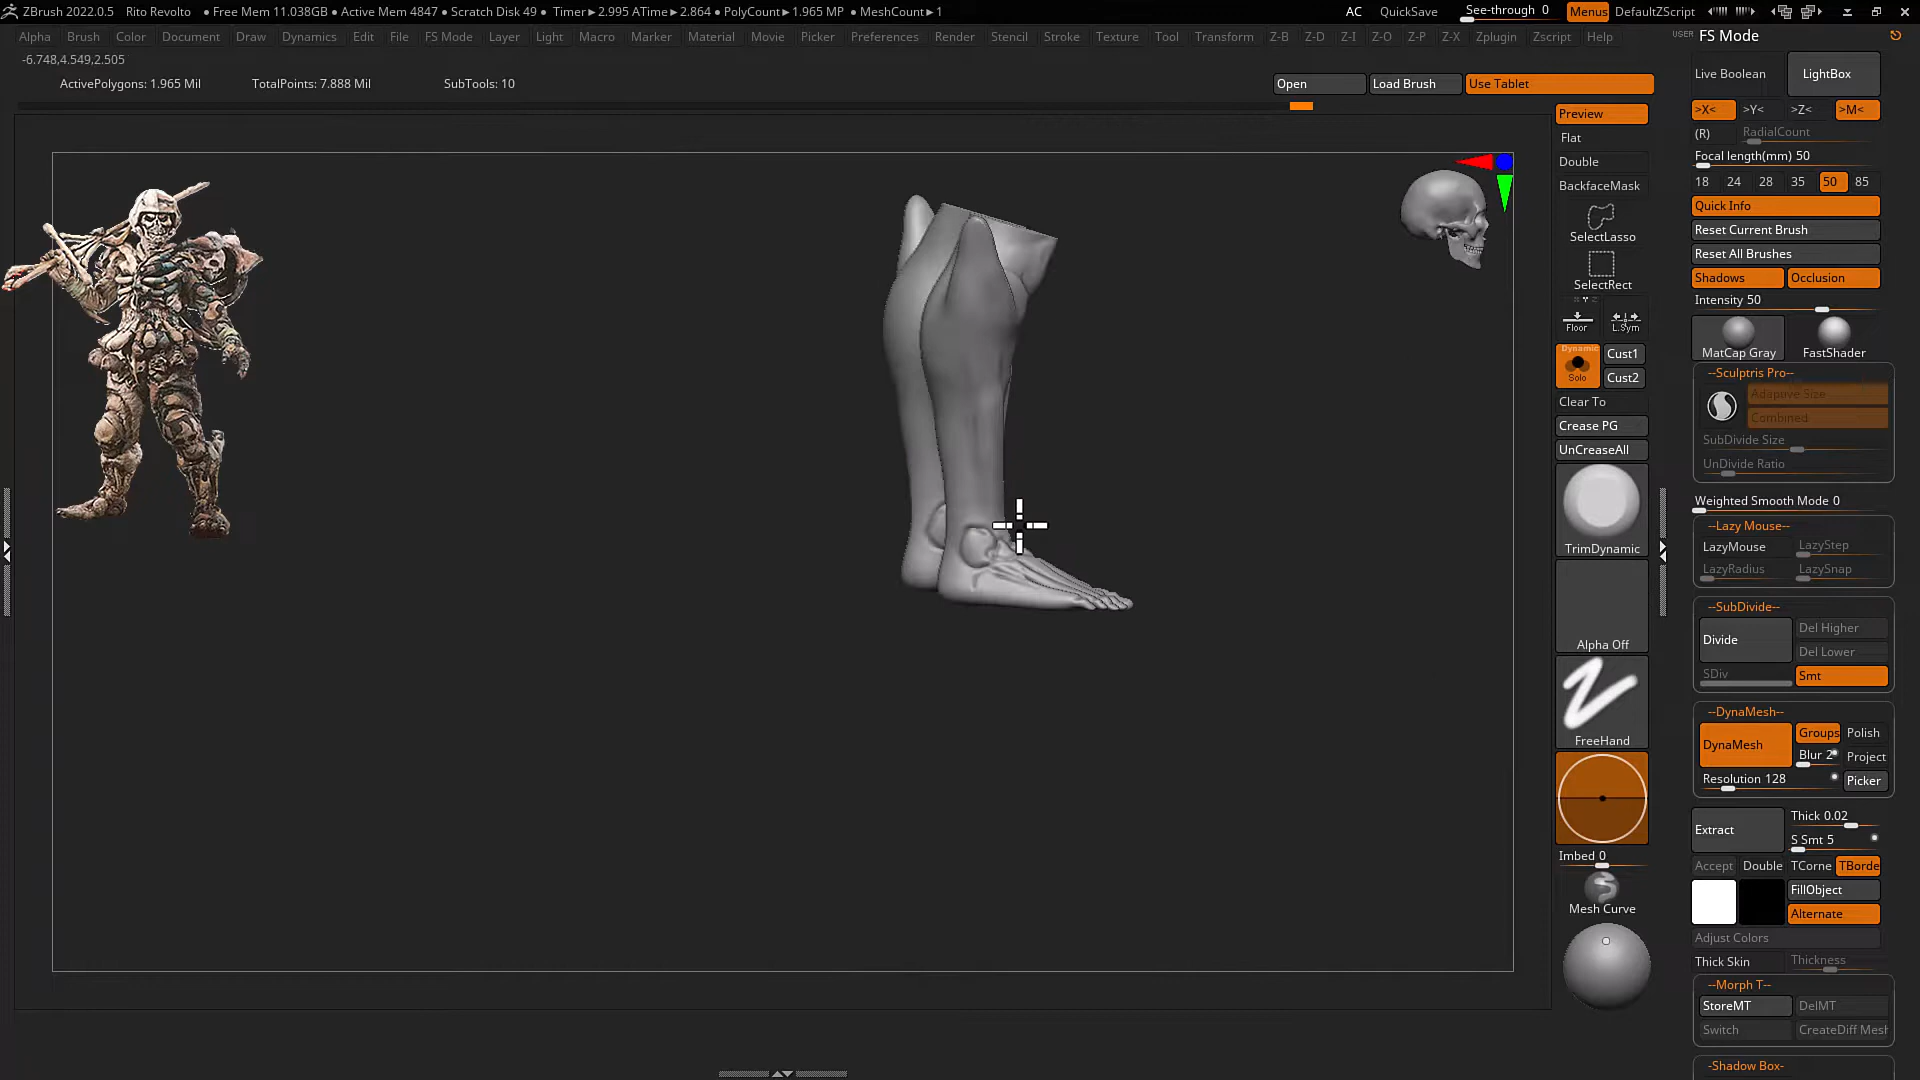 ZBrush 2022.0.5 Rito Revolto • Free Mem 11.038GB • Active Mem 4847 • Scratch Disk 49 • Timer►2.995 ATime►2.864 • PolyCount►1.965 MP • MeshCount►1 AC QuickSave See-through 0 Menus DefaultZScript
Alpha Brush Color Document Draw Dynamics Edit File FS Mode Layer Light Macro Marker Material Movie Picker Preferences Render Stencil Stroke Texture Tool Transform Z-B Z-D Z-I Z-O Z-P Z-X Zplugin Zscript Help
USER FS Mode
-6.748,4.549,2.505
ActivePolygons: 1.965 Mil TotalPoints: 7.888 Mil SubTools: 10
Open Load Brush Use Tablet
Preview
Flat
Double
BackfaceMask
SelectLasso
SelectRect
Floor L.Sym
Dynamic
Solo
Cust1
Cust2
Clear To
Crease PG
UnCreaseAll
TrimDynamic
Alpha Off
FreeHand
Imbed 0
Mesh Curve
Live Boolean LightBox
>X< >Y< >Z< >M<
(R) RadialCount
Focal length(mm) 50
18 24 28 35 50 85
Quick Info
Reset Current Brush
Reset All Brushes
Shadows Occlusion
Intensity 50
MatCap Gray FastShader
--Sculptris Pro--
Adaptive Size
Combined
SubDivide Size
UnDivide Ratio
Weighted Smooth Mode 0
--Lazy Mouse--
LazyMouse LazyStep
LazyRadius LazySnap
--SubDivide--
Divide Del Higher
Del Lower
SDiv Smt
--DynaMesh--
DynaMesh Groups Polish
Blur 2 Project
Resolution 128 Picker
Extract Thick 0.02
S Smt 5
Accept Double TCorne TBorde
FillObject
Alternate
Adjust Colors
Thick Skin Thickness
--Morph T--
StoreMT DelMT
Switch CreateDiff Mesh
-Shadow Box-